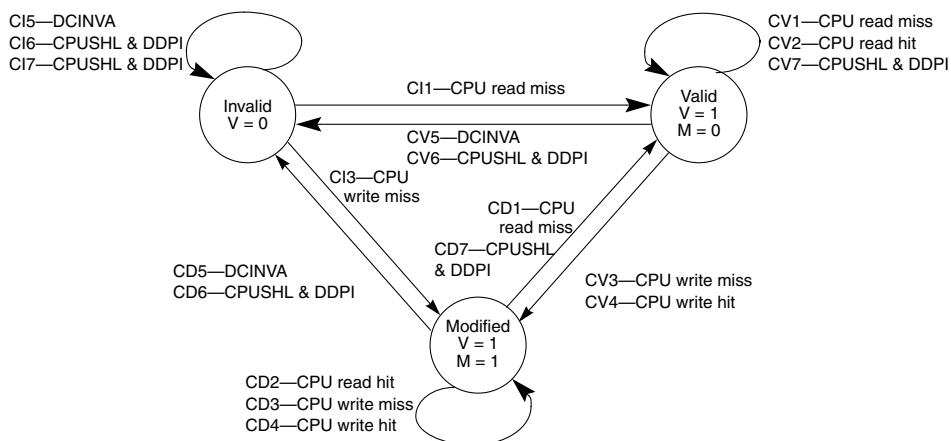 CI5—DCINVA
CI6—CPUSHL & DDPI
CI7—CPUSHL & DDPI
CV1—CPU read miss
CV2—CPU read hit
CV7—CPUSHL & DDPI
Invalid
V = 0
CI1—CPU read miss
Valid
V = 1
M = 0
CV5—DCINVA
CV6—CPUSHL & DDPI
CI3—CPU
write miss
CD1—CPU
read miss
CD7—CPUSHL
& DDPI
CD5—DCINVA
CD6—CPUSHL & DDPI
CV3—CPU write miss
CV4—CPU write hit
Modified
V = 1
M = 1
CD2—CPU read hit
CD3—CPU write miss
CD4—CPU write hit